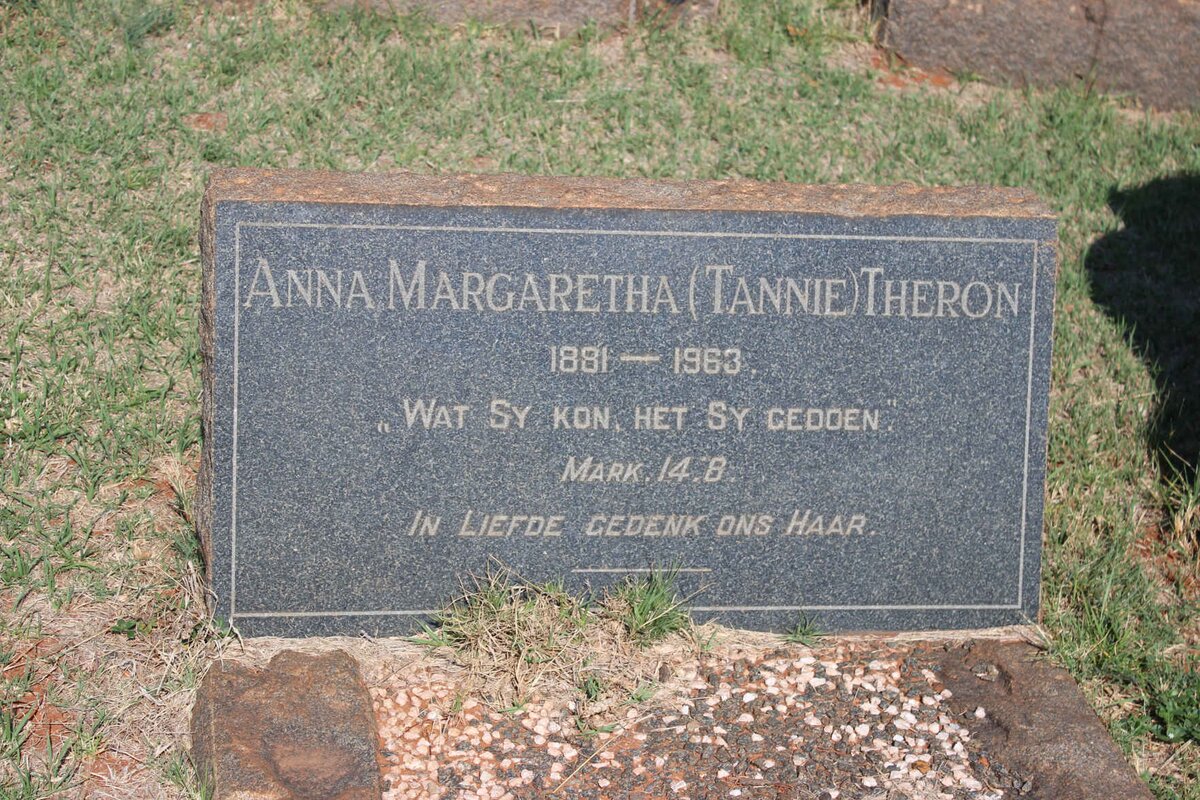 ANNA MARGARETHA (TANNIE) THERON
1881 — 1963.
„WAT SY KON, HET SY GEDOEN."
MARK. 14.8.
IN LIEFDE GEDENK ONS HAAR.